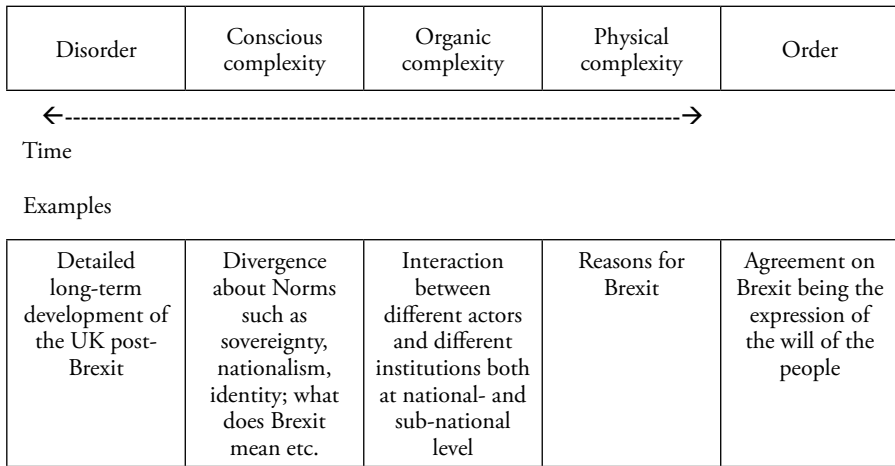 Disorder
Conscious
complexity
Organic
complexity
Physical
complexity
Order
Time
Examples
Detailed
long-term
development of
the UK post-
Brexit
Divergence
about Norms
such as
sovereignty,
nationalism,
identity; what
does Brexit
mean etc.
Interaction
between
different actors
and different
institutions both
at national- and
sub-national
level
Reasons for
Brexit
Agreement on
Brexit being the
expression of
the will of the
people